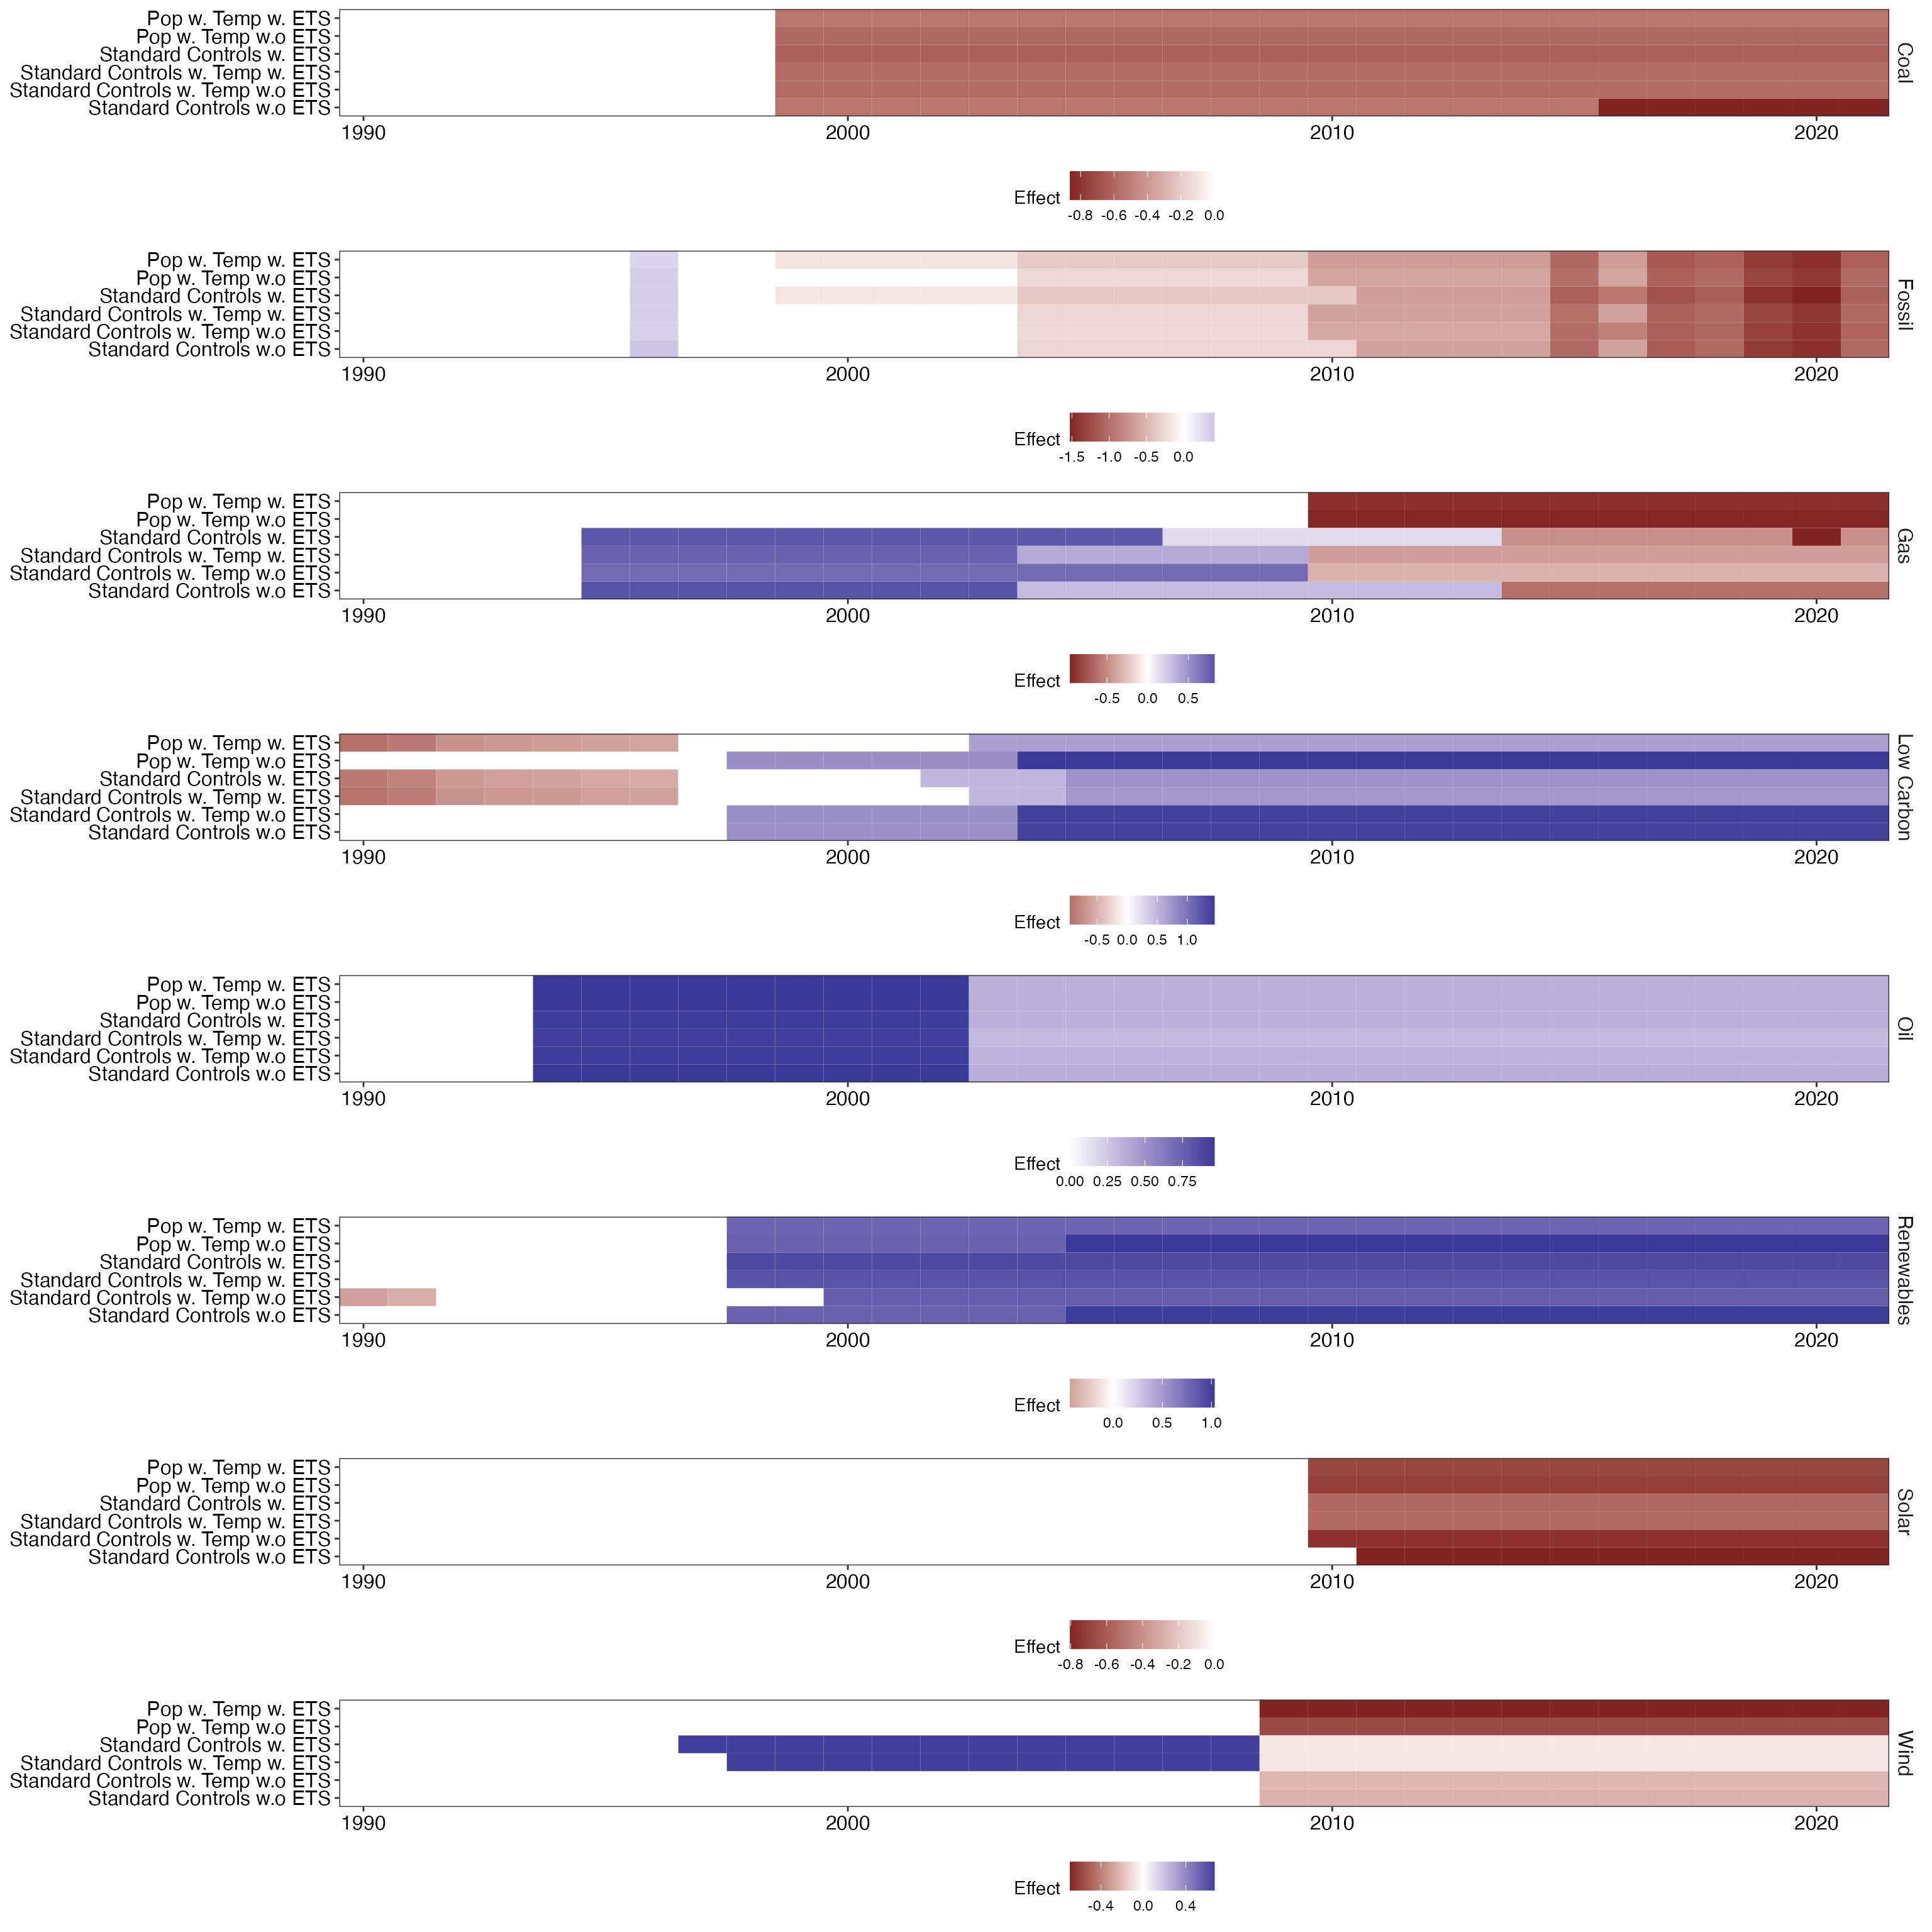 Pop w. Temp w. ETS
Pop w. Temp w.o ETS
Standard Controls w. ETS
Standard Controls w. Temp w. ETS
Standard Controls w. Temp w.o ETS
Standard Controls w.o ETS
Coal
1990 2000 2010 2020
Effect
-0.8 -0.6 -0.4 -0.2 0.0
Pop w. Temp w. ETS
Pop w. Temp w.o ETS
Standard Controls w. ETS
Standard Controls w. Temp w. ETS
Standard Controls w. Temp w.o ETS
Standard Controls w.o ETS
Fossil
1990 2000 2010 2020
Effect
-1.5 -1.0 -0.5 0.0
Pop w. Temp w. ETS
Pop w. Temp w.o ETS
Standard Controls w. ETS
Standard Controls w. Temp w. ETS
Standard Controls w. Temp w.o ETS
Standard Controls w.o ETS
Gas
1990 2000 2010 2020
Effect
-0.5 0.0 0.5
Pop w. Temp w. ETS
Pop w. Temp w.o ETS
Standard Controls w. ETS
Standard Controls w. Temp w. ETS
Standard Controls w. Temp w.o ETS
Standard Controls w.o ETS
Low Carbon
1990 2000 2010 2020
Effect
-0.5 0.0 0.5 1.0
Pop w. Temp w. ETS
Pop w. Temp w.o ETS
Standard Controls w. ETS
Standard Controls w. Temp w. ETS
Standard Controls w. Temp w.o ETS
Standard Controls w.o ETS
Oil
1990 2000 2010 2020
Effect
0.00 0.25 0.50 0.75
Pop w. Temp w. ETS
Pop w. Temp w.o ETS
Standard Controls w. ETS
Standard Controls w. Temp w. ETS
Standard Controls w. Temp w.o ETS
Standard Controls w.o ETS
Renewables
1990 2000 2010 2020
Effect
0.0 0.5 1.0
Pop w. Temp w. ETS
Pop w. Temp w.o ETS
Standard Controls w. ETS
Standard Controls w. Temp w. ETS
Standard Controls w. Temp w.o ETS
Standard Controls w.o ETS
Solar
1990 2000 2010 2020
Effect
-0.8 -0.6 -0.4 -0.2 0.0
Pop w. Temp w. ETS
Pop w. Temp w.o ETS
Standard Controls w. ETS
Standard Controls w. Temp w. ETS
Standard Controls w. Temp w.o ETS
Standard Controls w.o ETS
Wind
1990 2000 2010 2020
Effect
-0.4 0.0 0.4